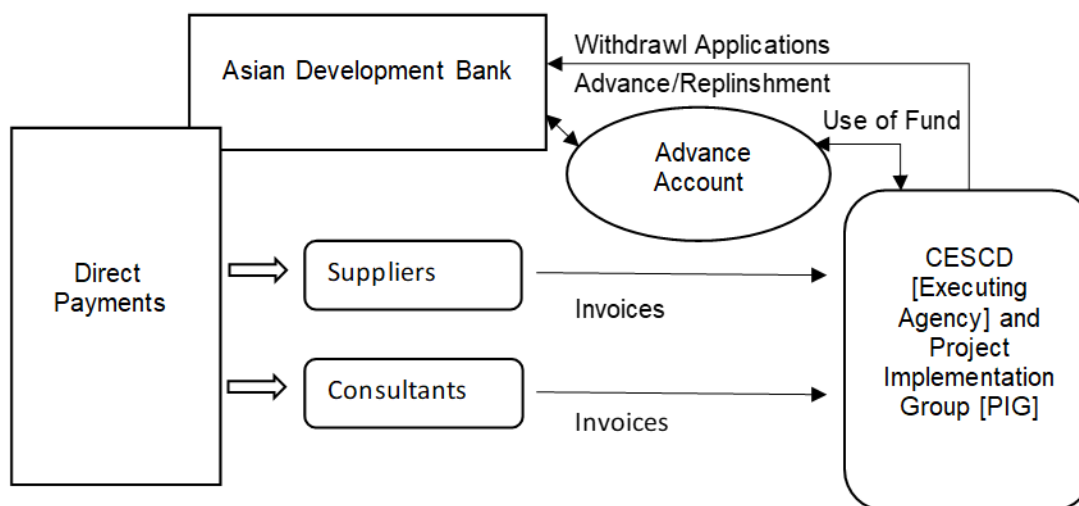 Asian Development Bank
Withdrawl Applications
Advance/Replinshment
Use of Fund
Advance
Account
Direct
Payments
Suppliers
Invoices
Consultants
Invoices
CESCD
[Executing
Agency] and
Project
Implementation
Group [PIG]